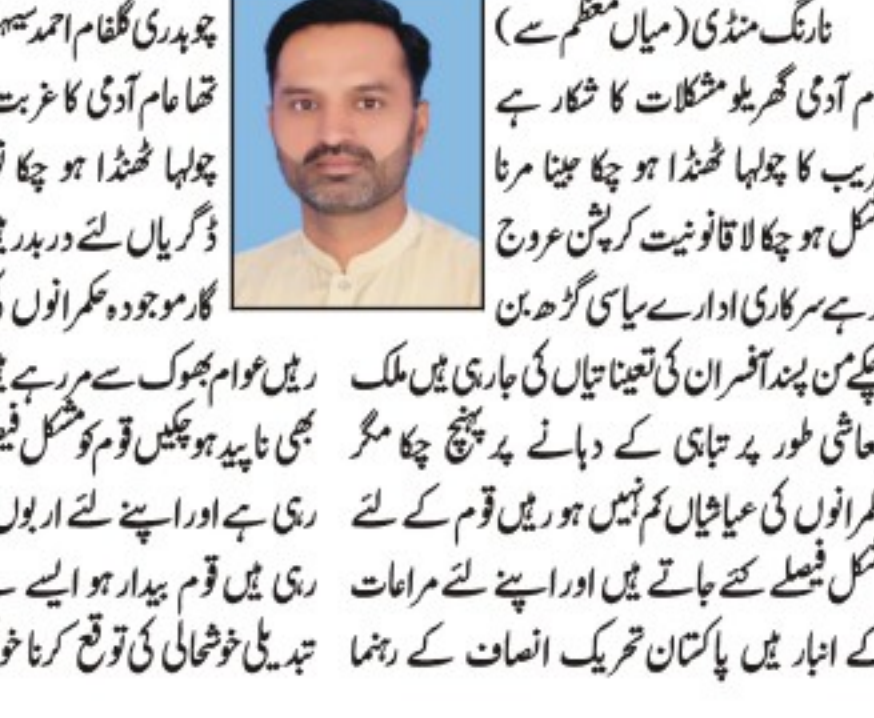 نارنگ منڈی (میاں معظم سے)
م آدمی گھریلو مشکلات کا شکار ہے
ریب کا چولہا ٹھنڈا ہو چکا جینا مرنا
شکل ہو چکا لا قانونیت کرپشن عروج
رہے سرکاری ادارے سیاسی گڑھ بن
چکے من پسند آفسران کی تعیناتیاں کی جارہی ہیں ملک
عاشی طور پر تباہی کے دہانے پر پہنچ چکا مگر
کمرانوں کی عیاشیاں کم نہیں ہو رہیں قوم کے لئے
شکل فیصلے کئے جاتے ہیں اور اپنے لئے مراعات
کے انبار ہیں پاکستان تحریک انصاف کے رہنما
چوہدری گلفام احمد
تھا عام آدمی کا غربت
چولہا ٹھنڈا ہو چکا
ڈگریاں لئے دربدر
گار موجودہ حکمرانوں
رہیں عوام بھوک سے مر رہے
بھی ناپید ہو چکیں قوم کو مشکل
رہی ہے اور اپنے لئے اربوں
رہی ہیں قوم بیدار ہو ایسے
تبدیلی خوشحالی کی توقع کرنا